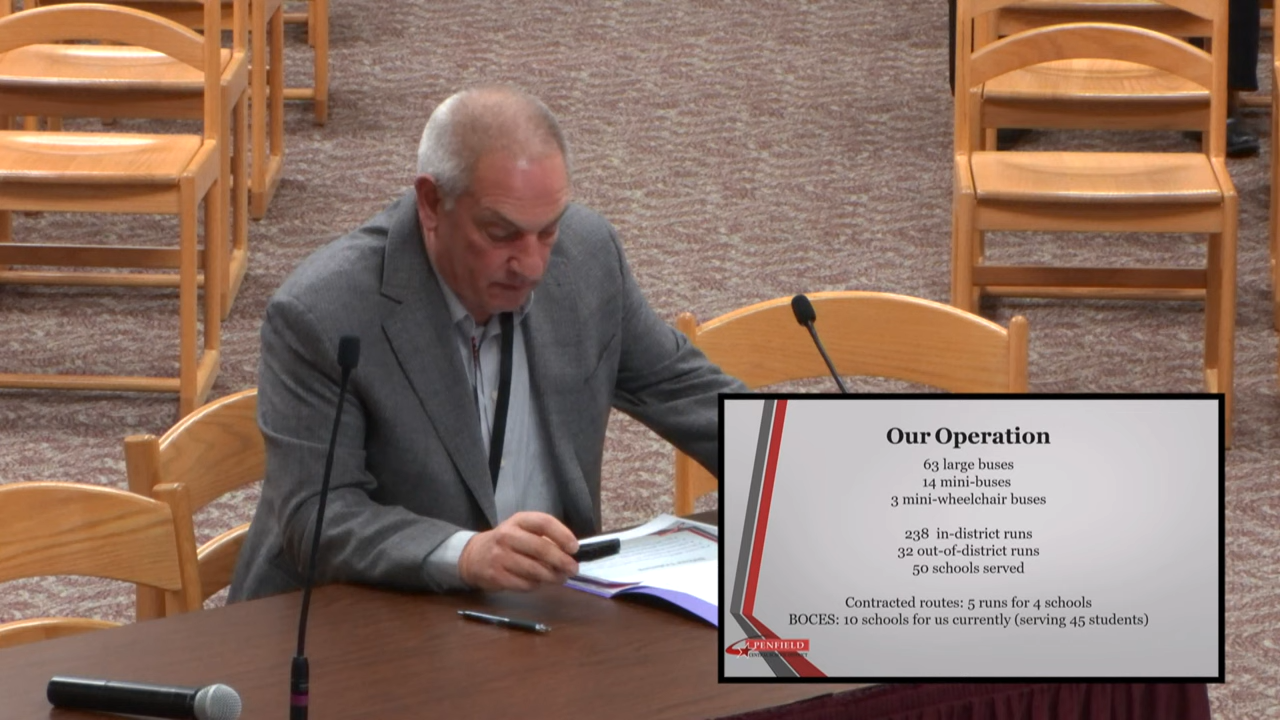 Our Operation
63 large buses
14 mini-buses
3 mini-wheelchair buses
238 in-district runs
32 out-of-district runs
50 schools served
Contracted routes: 5 runs for 4 schools
BOCES: 10 schools for us currently (serving 45 students)
PENFIELD